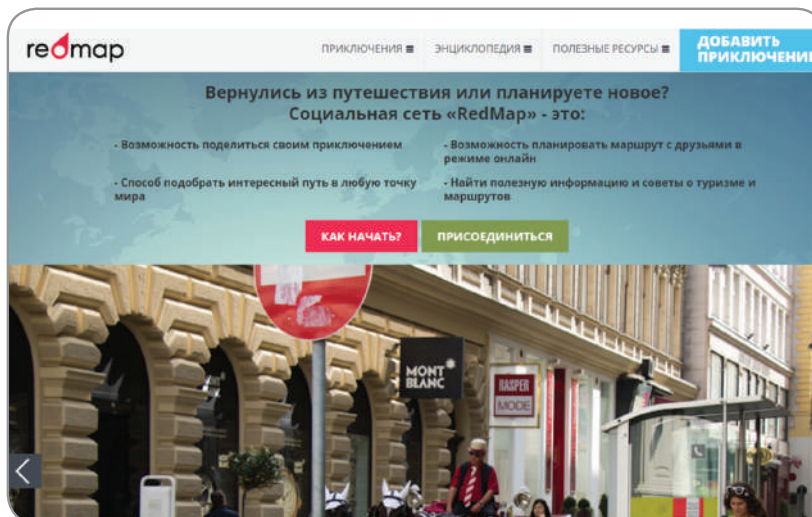 redmap
ПРИКЛЮЧЕНИЯ
ЭНЦИКЛОПЕДИЯ
ПОЛЕЗНЫЕ РЕСУРСЫ
ДОБАВИТЬ
ПРИКЛЮЧЕНИЕ
Вернулись из путешествия или планируете новое?
Социальная сеть «RedMap» - это:
- Возможность поделиться своим приключением
- Способ подобрать интересный путь в любую точку
мира
- Возможность планировать маршрут с друзьями в
режиме онлайн
- Найти полезную информацию и советы о туризме и
маршрутов
КАК НАЧАТЬ?
ПРИСОЕДИНИТЬСЯ
MONT
BLANC
RASPER
MODE